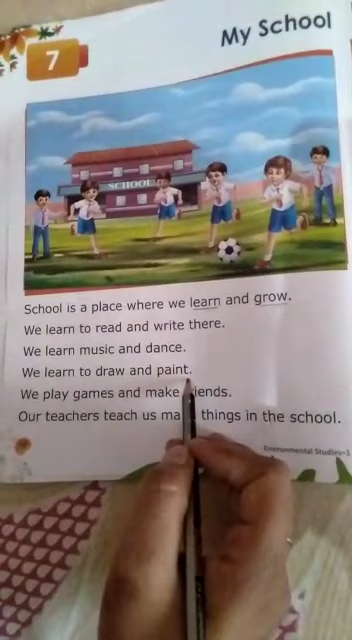 My School
7
SCHOOL
School is a place where we learn and grow.
We learn to read and write there.
We learn music and dance.
We learn to draw and paint.
We play games and make
Our teachers teach us things in the school.
Environmental Studies-1